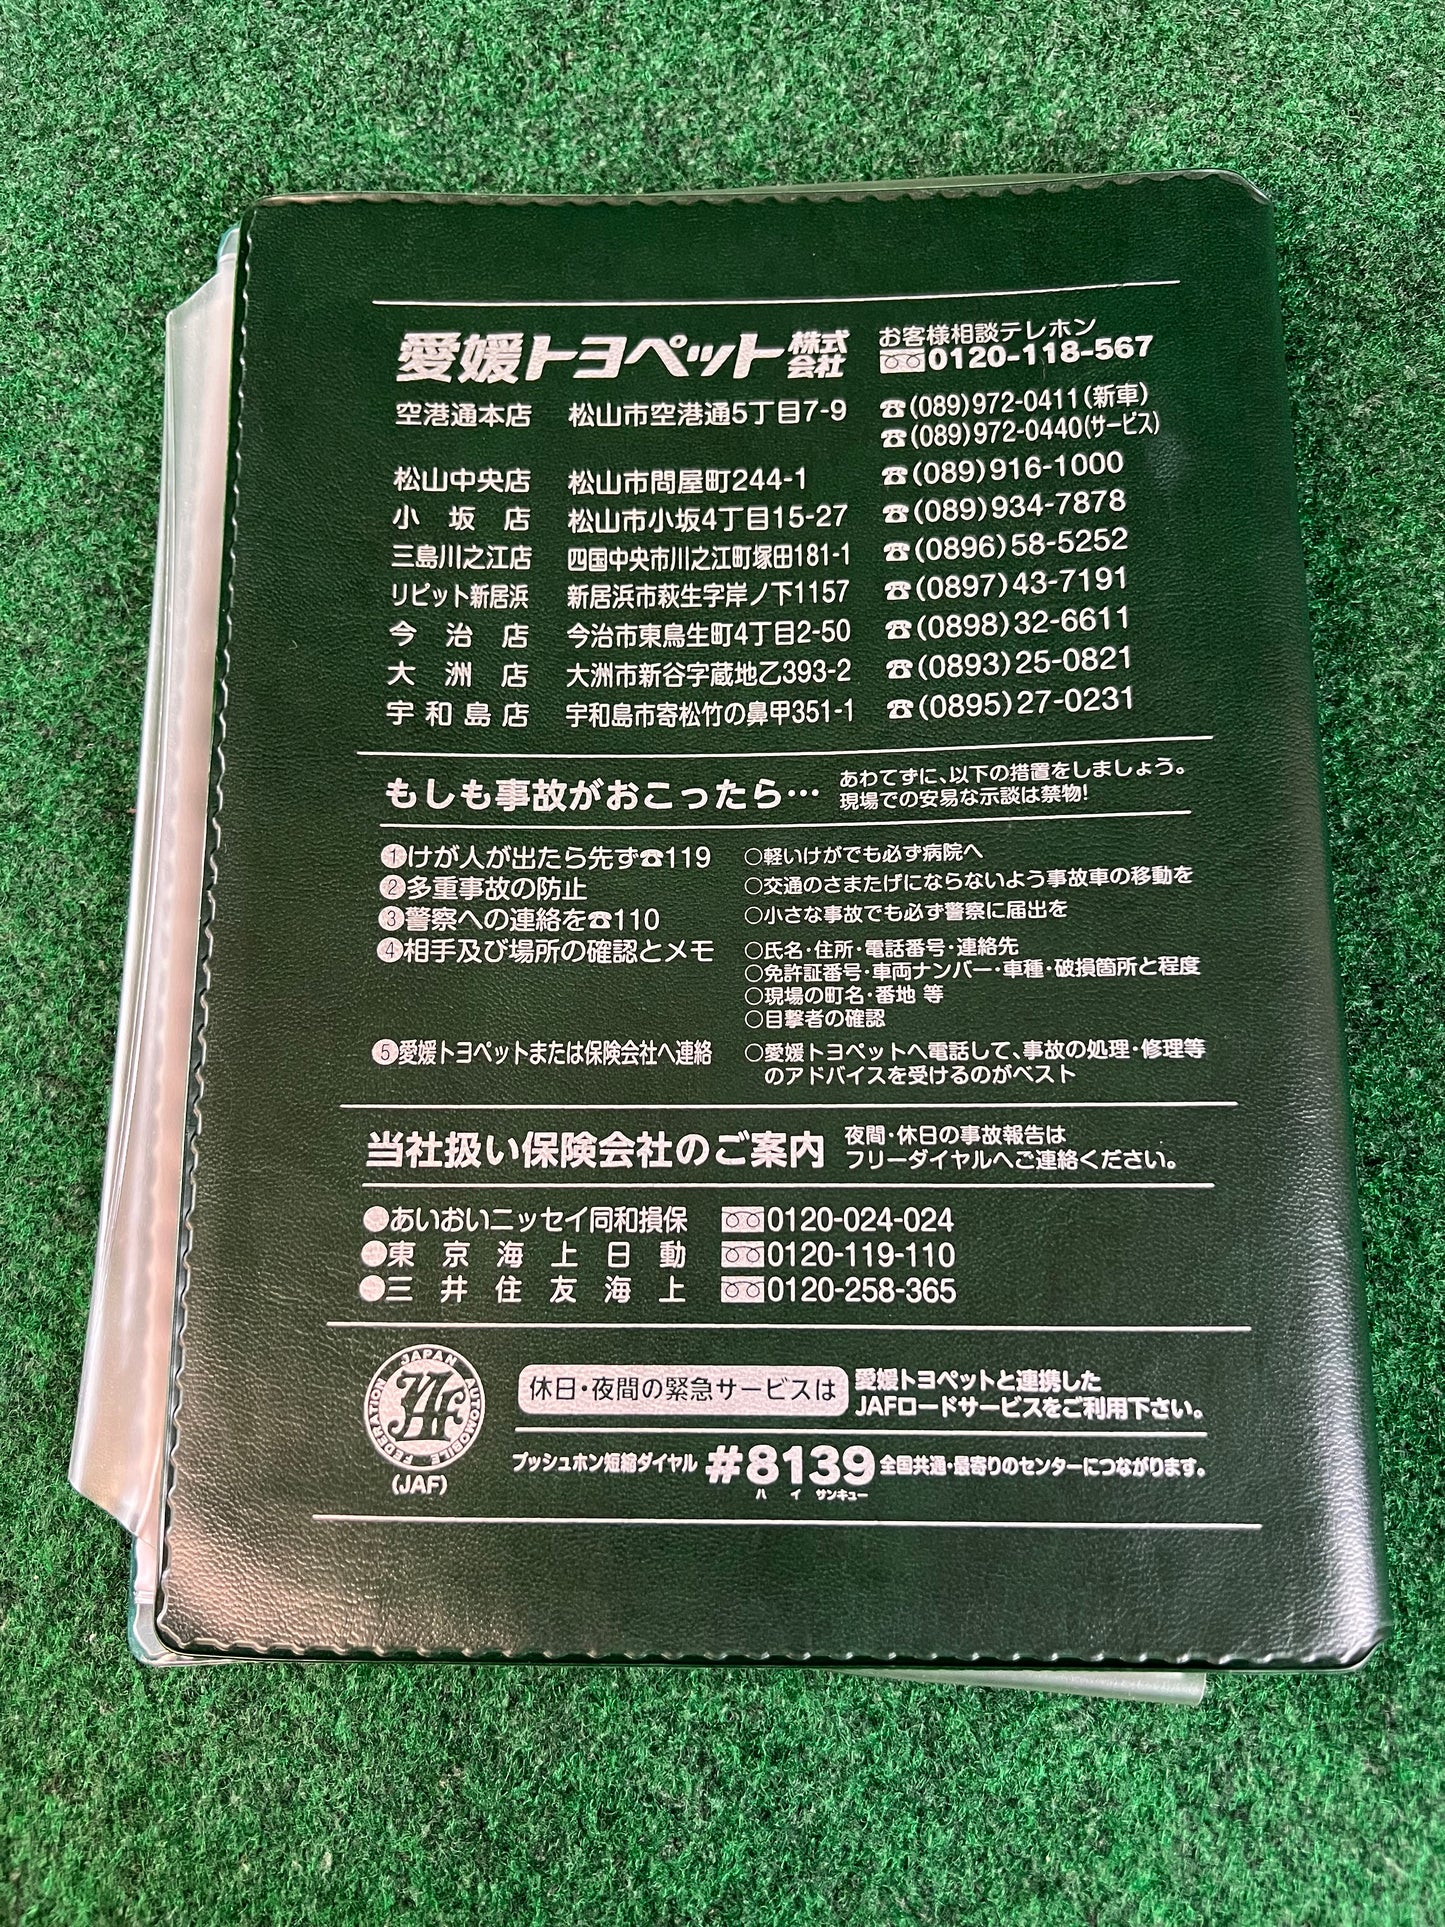 愛媛トヨペット株式会社 お客様相談テレホン
0120-118-567
空港通本店 松山市空港通5丁目7-9 ☎(089)972-0411(新車)
☎(089)972-0440(サービス)
松山中央店 松山市問屋町244-1 ☎(089)916-1000
小坂店 松山市小坂4丁目15-27 ☎(089)934-7878
三島川之江店 四国中央市川之江町塚田181-1 ☎(0896)58-5252
リピット新居浜 新居浜市萩生字岸ノ下1157 ☎(0897)43-7191
今治店 今治市東鳥生町4丁目2-50 ☎(0898)32-6611
大洲店 大洲市新谷字蔵地乙393-2 ☎(0893)25-0821
宇和島店 宇和島市寄松竹の鼻甲351-1 ☎(0895)27-0231
もしも事故がおこったら… あわてずに、以下の措置をしましょう。
現場での安易な示談は禁物!
①けが人が出たら先ず☎119 ○軽いけがでも必ず病院へ
②多重事故の防止 ○交通のさまたげにならないよう事故車の移動を
③警察への連絡を☎110 ○小さな事故でも必ず警察に届出を
④相手及び場所の確認とメモ ○氏名・住所・電話番号・連絡先
○免許証番号・車両ナンバー・車種・破損箇所と程度
○現場の町名・番地 等
○目撃者の確認
⑤愛媛トヨペットまたは保険会社へ連絡 ○愛媛トヨペットへ電話して、事故の処理・修理等
のアドバイスを受けるのがベスト
当社扱い保険会社のご案内 夜間・休日の事故報告は
フリーダイヤルへご連絡ください。
●あいおいニッセイ同和損保 0120-024-024
●東京海上日動 0120-119-110
●三井住友海上 0120-258-365
JAPAN AUTOMOBILE FEDERATION
(JAF)
休日・夜間の緊急サービスは 愛媛トヨペットと連携した
JAFロードサービスをご利用下さい。
プッシュホン短縮ダイヤル #8139 全国共通・最寄りのセンターにつながります。
ハイ サンキュー